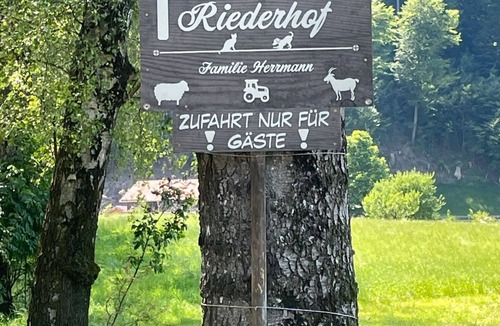 Riederhof
Familie Herrmann
ZUFAHRT NUR FÜR
! GÄSTE !